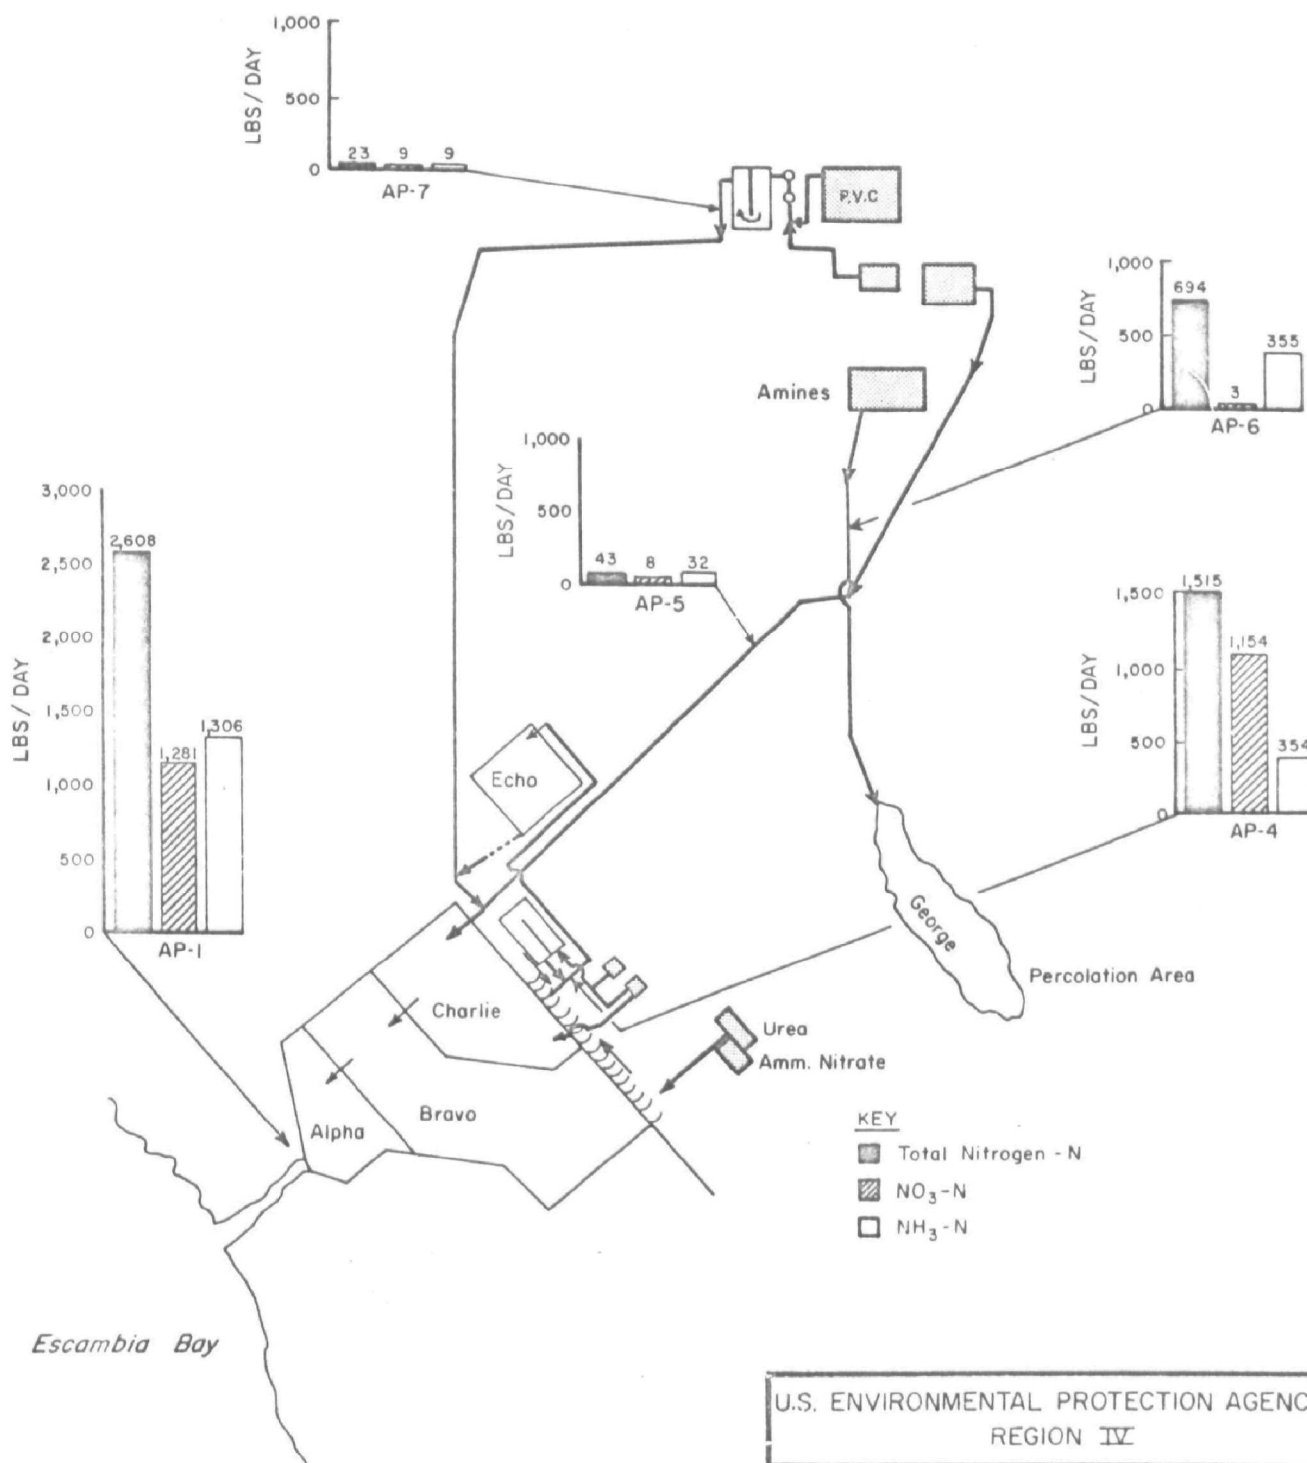 1,000
500
0
LBS/DAY
23 9 9
AP-7
P.V.C
1,000
500
0
LBS/DAY
694
3
355
AP-6
Amines
1,000
500
0
LBS/DAY
43 8 32
AP-5
3,000
2,500
2,000
1,500
1,000
500
0
LBS/DAY
2,608
1,281
1,306
AP-1
1,500
1,000
500
0
LBS/DAY
1,515
1,154
354
AP-4
Echo
George
Percolation Area
Charlie
Urea
Amm. Nitrate
Bravo
Alpha
KEY
Total Nitrogen - N
NO₃-N
NH₃-N
Escambia Bay
U.S. ENVIRONMENTAL PROTECTION AGENC
REGION IV